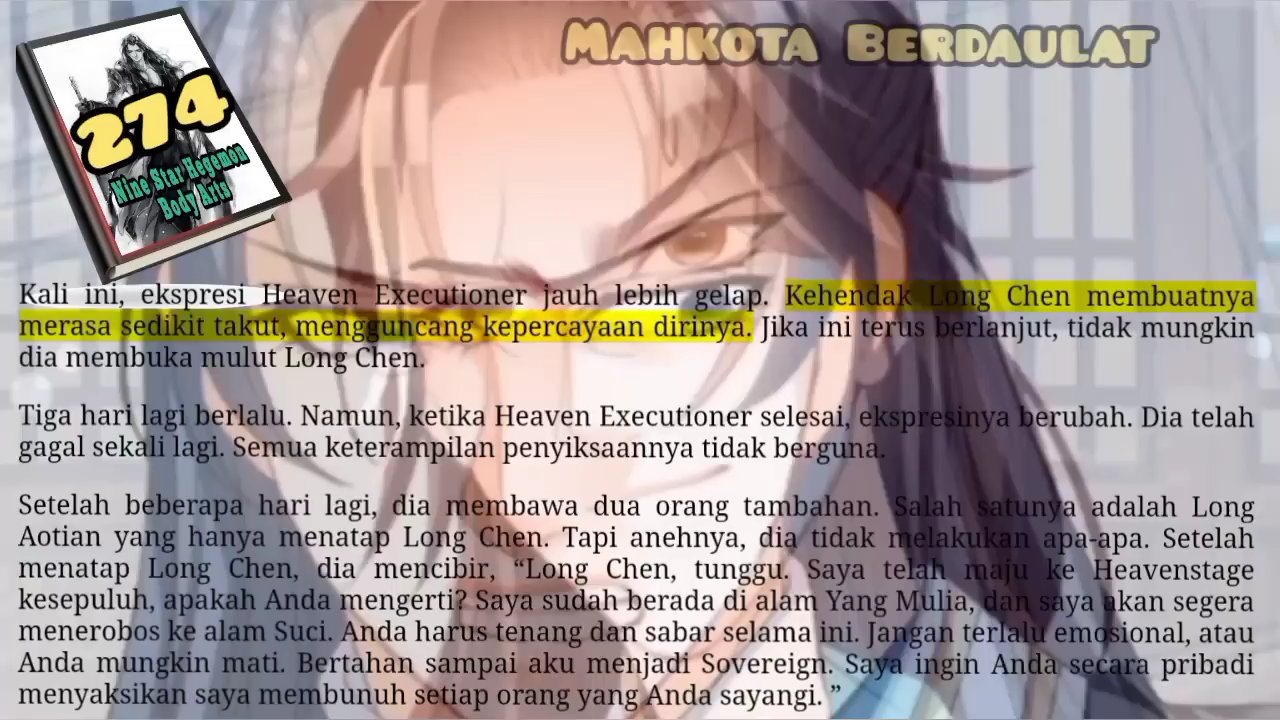 MAHKOTA BERDAULAT
274
Nine Star Hegemon
Body Arts
Kali ini, ekspresi Heaven Executioner jauh lebih gelap. Kehendak Long Chen membuatnya
merasa sedikit takut, mengguncang kepercayaan dirinya. Jika ini terus berlanjut, tidak mungkin
dia membuka mulut Long Chen.
Tiga hari lagi berlalu. Namun, ketika Heaven Executioner selesai, ekspresinya berubah. Dia telah
gagal sekali lagi. Semua keterampilan penyiksaannya tidak berguna.
Setelah beberapa hari lagi, dia membawa dua orang tambahan. Salah satunya adalah Long
Aotian yang hanya menatap Long Chen. Tapi anehnya, dia tidak melakukan apa-apa. Setelah
menatap Long Chen, dia mencibir, “Long Chen, tunggu. Saya telah maju ke Heavenstage
kesepuluh, apakah Anda mengerti? Saya sudah berada di alam Yang Mulia, dan saya akan segera
menerobos ke alam Suci. Anda harus tenang dan sabar selama ini. Jangan terlalu emosional, atau
Anda mungkin mati. Bertahan sampai aku menjadi Sovereign. Saya ingin Anda secara pribadi
menyaksikan saya membunuh setiap orang yang Anda sayangi. ”